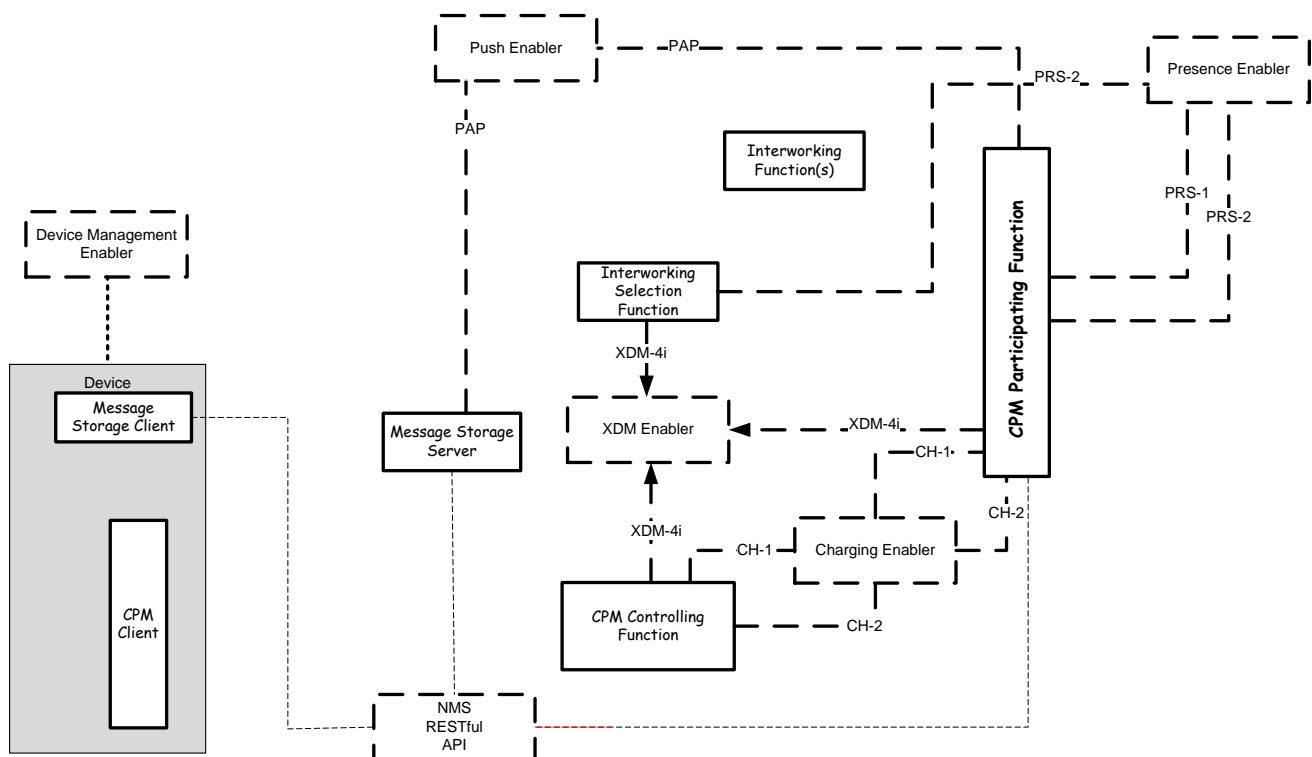 Push Enabler
PAP
PRS-2
Presence Enabler
PAP
Interworking
Function(s)
PRS-1
PRS-2
CPM Participating Function
Device Management
Enabler
Interworking
Selection
Function
XDM-4i
Device
Message
Storage Client
Message Storage
Server
XDM Enabler
XDM-4i
CH-1
CH-2
XDM-4i
CH-1
Charging Enabler
CPM
Client
CPM Controlling
Function
CH-2
NMS
RESTful
API